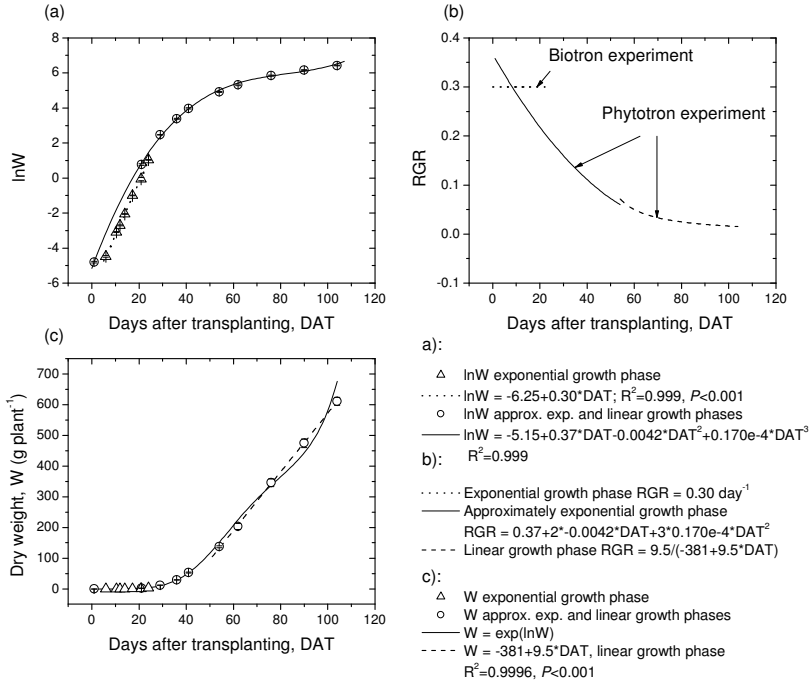 (a)
6
4
2
0
-2
-4
-6
lnW
0 20 40 60 80 100 120
Days after transplanting, DAT
(b)
0.4
0.3
0.2
0.1
0.0
-0.1
RGR
Biotron experiment
Phytotron experiment
0 20 40 60 80 100 120
Days after transplanting, DAT
(c)
700
600
500
400
300
200
100
0
Dry weight, W (g plant⁻¹)
0 20 40 60 80 100 120
Days after transplanting, DAT
a):
lnW exponential growth phase
lnW = -6.25+0.30*DAT; R²=0.999, P<0.001
lnW approx. exp. and linear growth phases
lnW = -5.15+0.37*DAT-0.0042*DAT²+0.170e-4*DAT³
R²=0.999
b):
Exponential growth phase RGR = 0.30 day⁻¹
Approximately exponential growth phase
RGR = 0.37+2*-0.0042*DAT+3*0.170e-4*DAT²
Linear growth phase RGR = 9.5/(-381+9.5*DAT)
c):
W exponential growth phase
W approx. exp. and linear growth phases
W = exp(lnW)
W = -381+9.5*DAT, linear growth phase
R²=0.9996, P<0.001